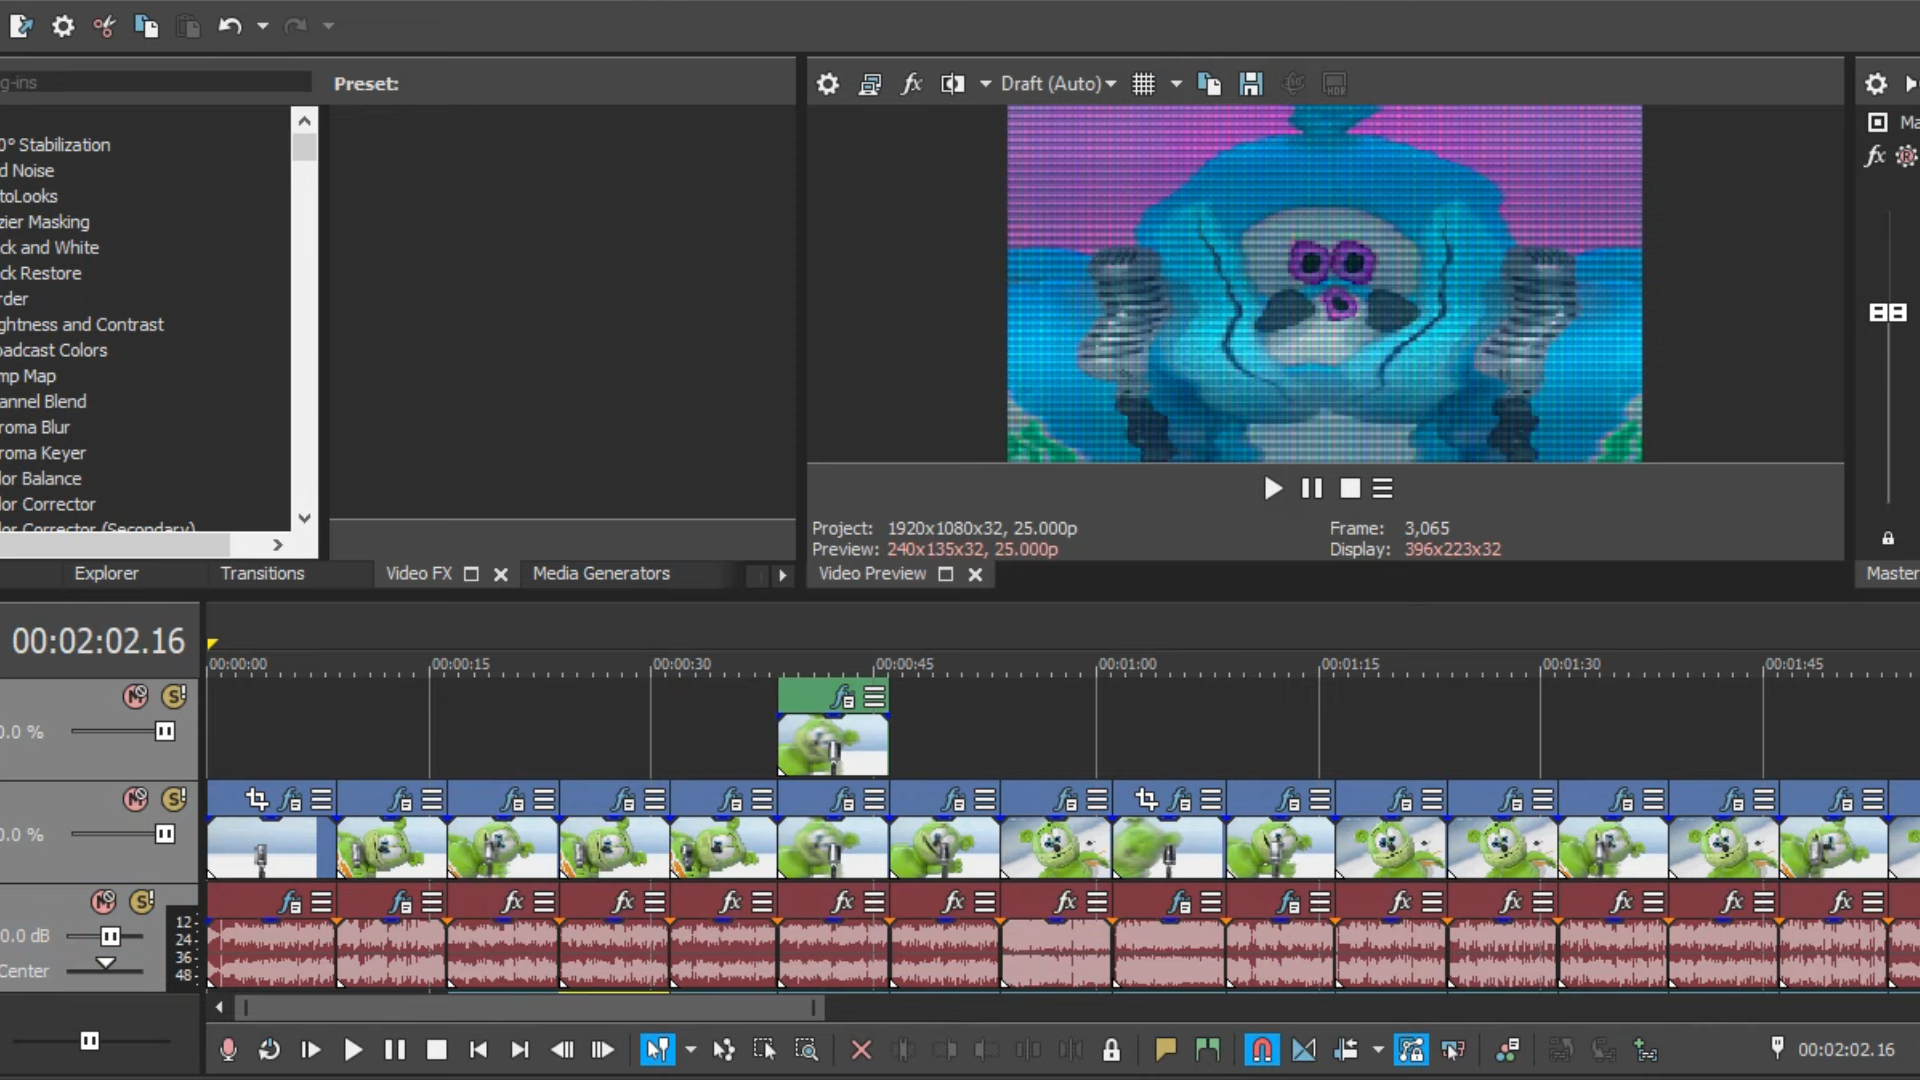 g-ins
Preset:
0° Stabilization
d Noise
toLooks
zier Masking
ck and White
ck Restore
rder
ghtness and Contrast
oadcast Colors
mp Map
annel Blend
roma Blur
roma Keyer
lor Balance
lor Corrector
lor Corrector (Secondary)
Explorer
Transitions
Video FX
Media Generators
fx
Draft (Auto)
HDR
Project: 1920x1080x32, 25.000p
Preview: 240x135x32, 25.000p
Frame: 3,065
Display: 396x223x32
Video Preview
Ma
fx
Master
00:02:02.16
00:00:00
00:00:15
00:00:30
00:00:45
00:01:00
00:01:15
00:01:30
00:01:45
M
S
0.0 %
M
S
0.0 %
M
S
0.0 dB
Center
12
24
36
48
00:02:02.16